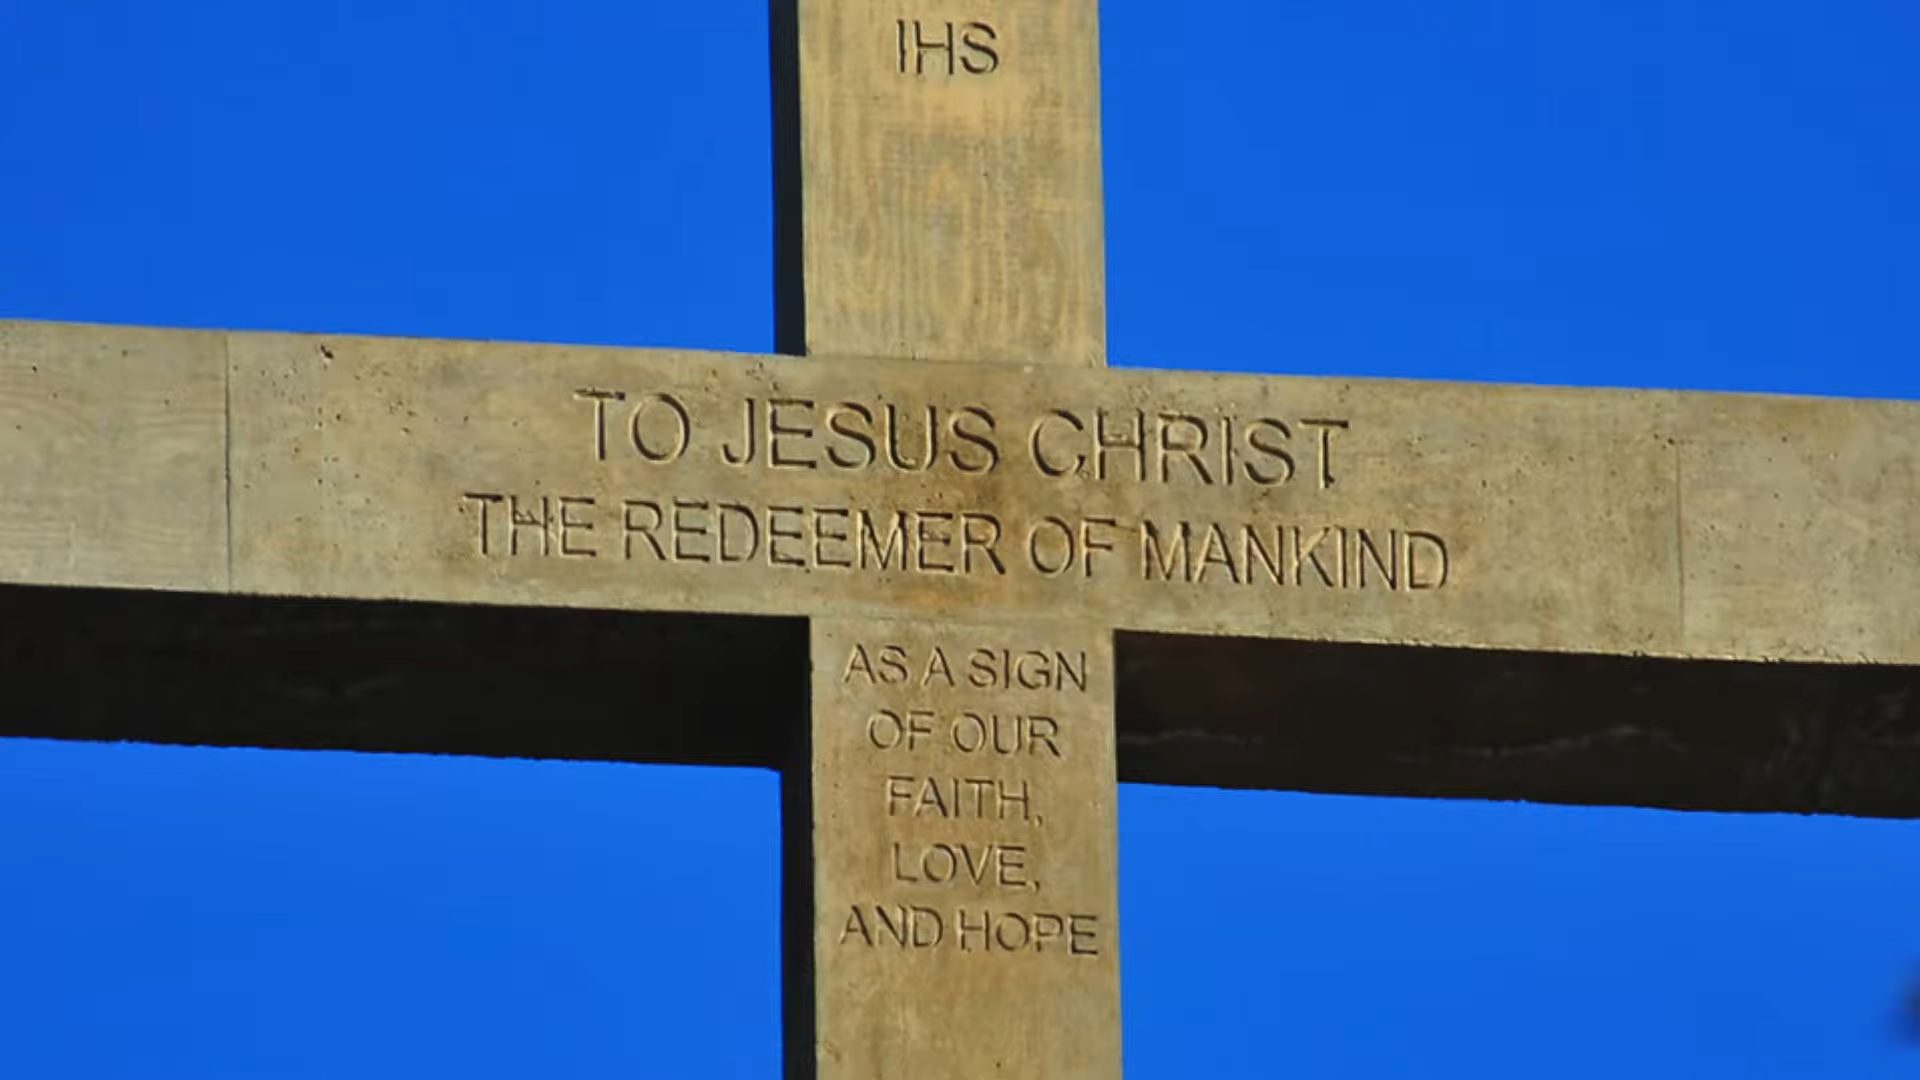 IHS
TO JESUS CHRIST
THE REDEEMER OF MANKIND
AS A SIGN
OF OUR
FAITH,
LOVE,
AND HOPE